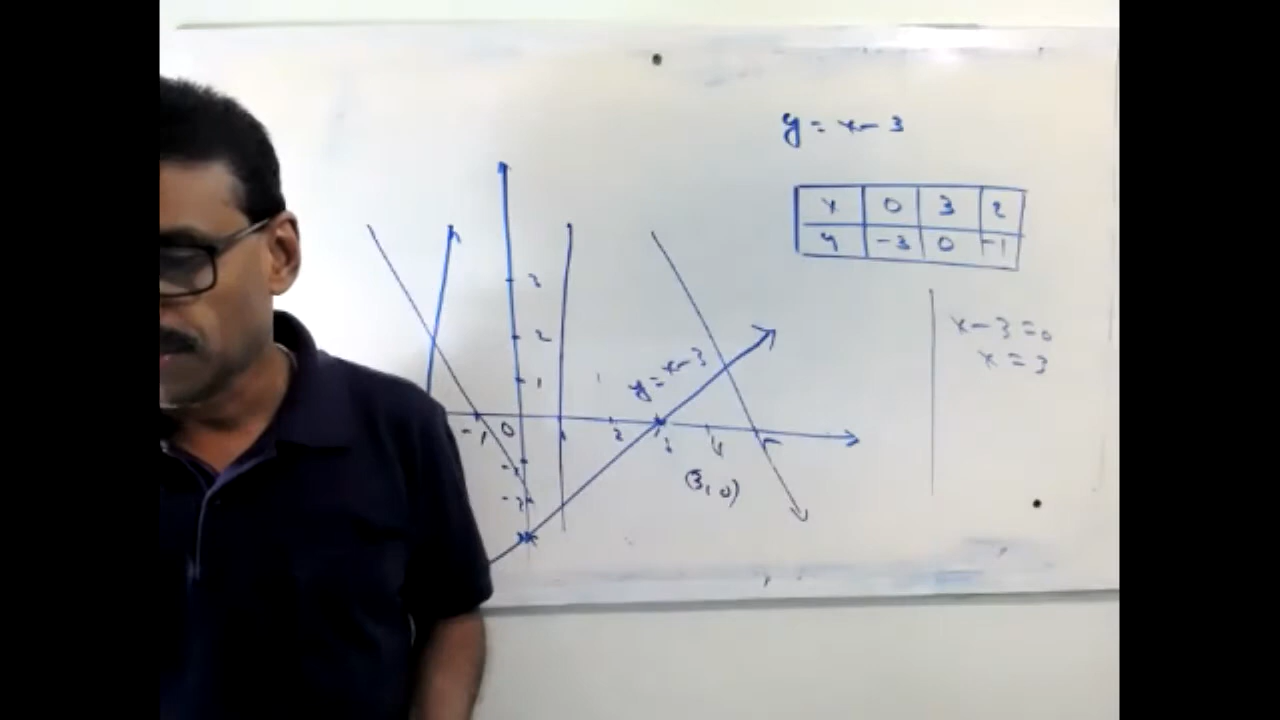 y = x - 3
x 0 3 2
y -3 0 -1
x - 3 = 0
x = 3
3
2
1
y = x - 3
-1 0 1 2 3 4 5
-1
-2
(3, 0)